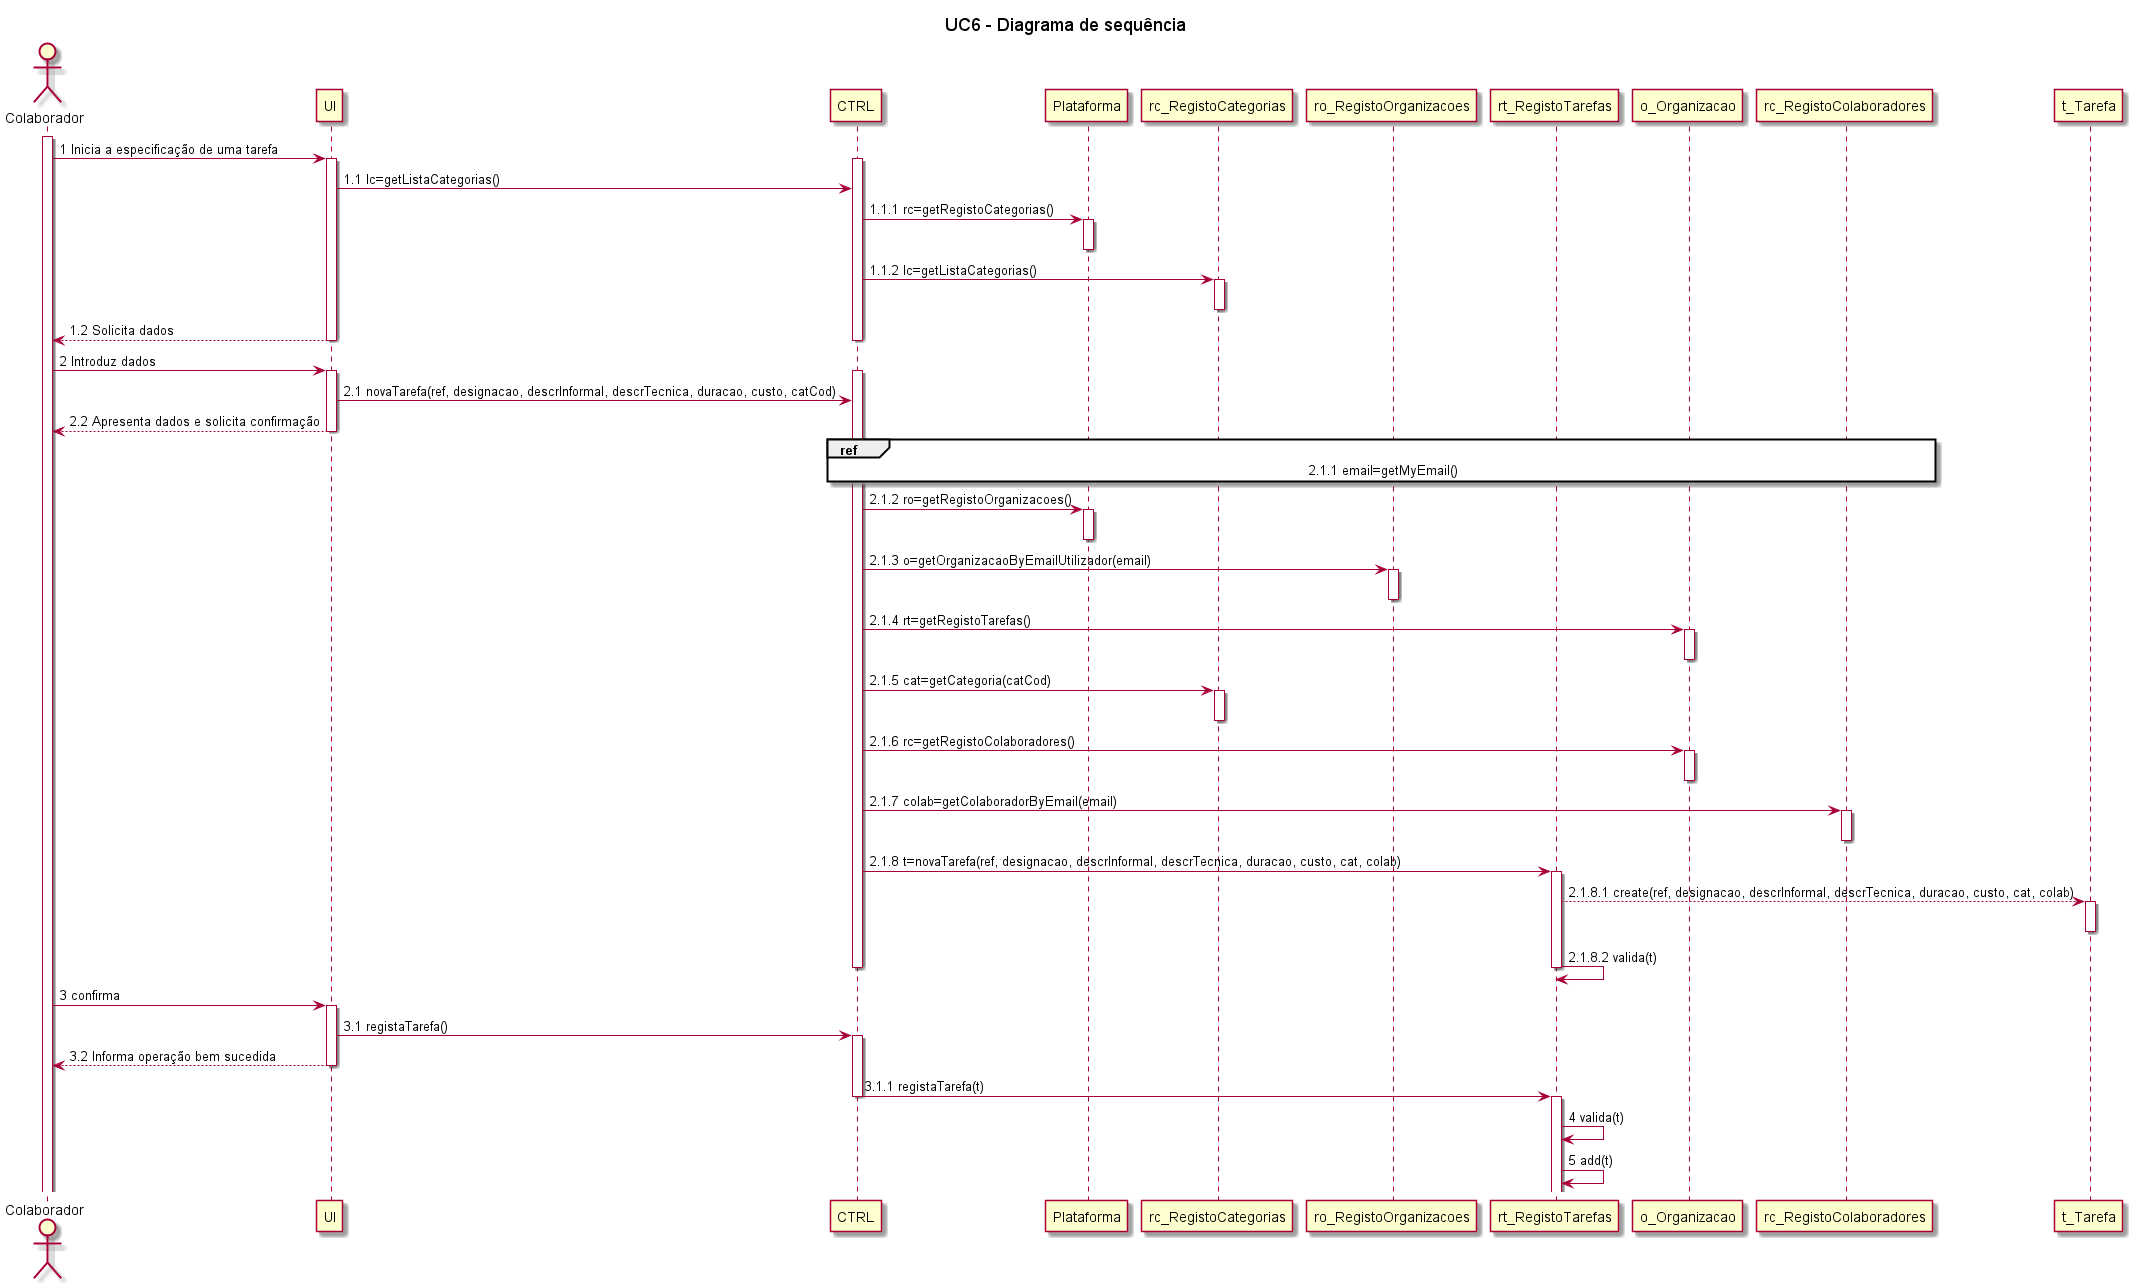 UC6 - Diagrama de sequência
Colaborador
UI
CTRL
Plataforma
rc_RegistoCategorias
ro_RegistoOrganizacoes
rt_RegistoTarefas
o_Organizacao
rc_RegistoColaboradores
t_Tarefa
1 Inicia a especificação de uma tarefa
1.1 lc=getListaCategorias()
1.1.1 rc=getRegistoCategorias()
1.1.2 lc=getListaCategorias()
1.2 Solicita dados
2 Introduz dados
2.1 novaTarefa(ref, designacao, descrInformal, descrTecnica, duracao, custo, catCod)
2.2 Apresenta dados e solicita confirmação
ref
2.1.1 email=getMyEmail()
2.1.2 ro=getRegistoOrganizacoes()
2.1.3 o=getOrganizacaoByEmailUtilizador(email)
2.1.4 rt=getRegistoTarefas()
2.1.5 cat=getCategoria(catCod)
2.1.6 rc=getRegistoColaboradores()
2.1.7 colab=getColaboradorByEmail(email)
2.1.8 t=novaTarefa(ref, designacao, descrInformal, descrTecnica, duracao, custo, cat, colab)
2.1.8.1 create(ref, designacao, descrInformal, descrTecnica, duracao, custo, cat, colab)
2.1.8.2 valida(t)
3 confirma
3.1 registaTarefa()
3.2 Informa operação bem sucedida
3.1.1 registaTarefa(t)
4 valida(t)
5 add(t)
Colaborador
UI
CTRL
Plataforma
rc_RegistoCategorias
ro_RegistoOrganizacoes
rt_RegistoTarefas
o_Organizacao
rc_RegistoColaboradores
t_Tarefa